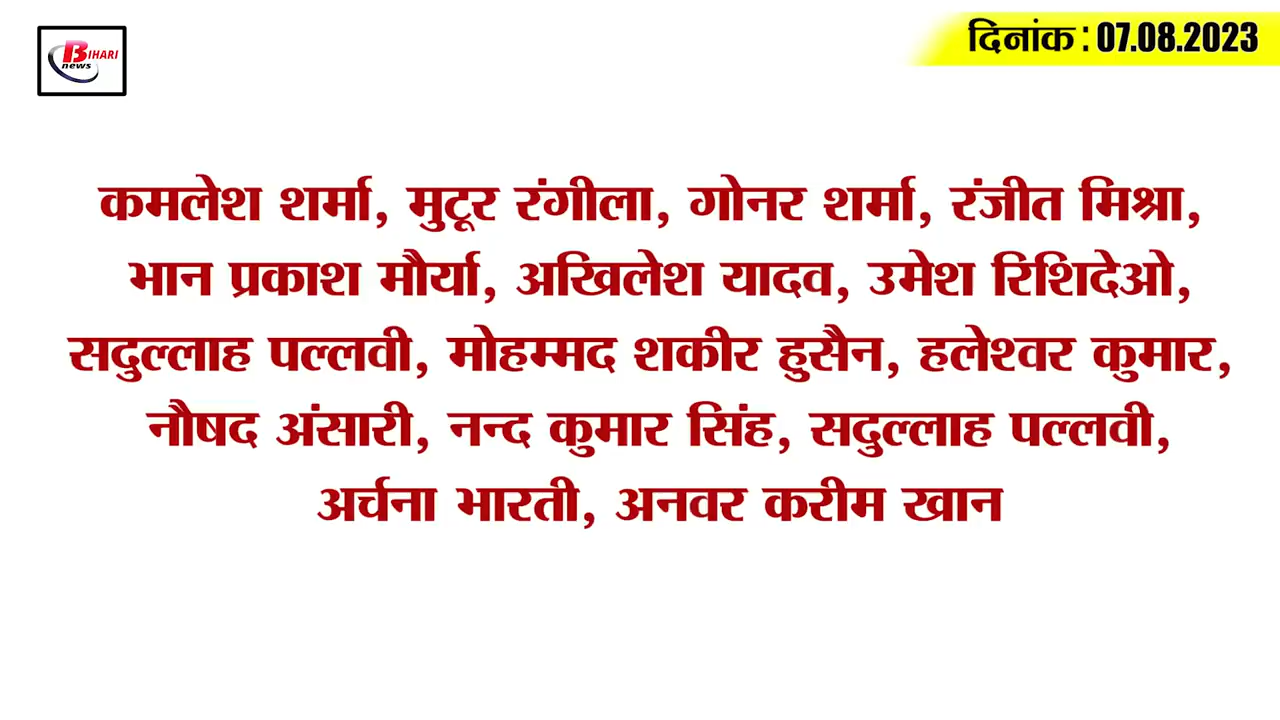 BIHARI
news
दिनांक : 07.08.2023
कमलेश शर्मा, मुटूर रंगीला, गोनर शर्मा, रंजीत मिश्रा,
भान प्रकाश मौर्या, अखिलेश यादव, उमेश रिशिदेओ,
सदुल्लाह पल्लवी, मोहम्मद शकीर हुसैन, हलेश्वर कुमार,
नौषद अंसारी, नन्द कुमार सिंह, सदुल्लाह पल्लवी,
अर्चना भारती, अनवर करीम खान